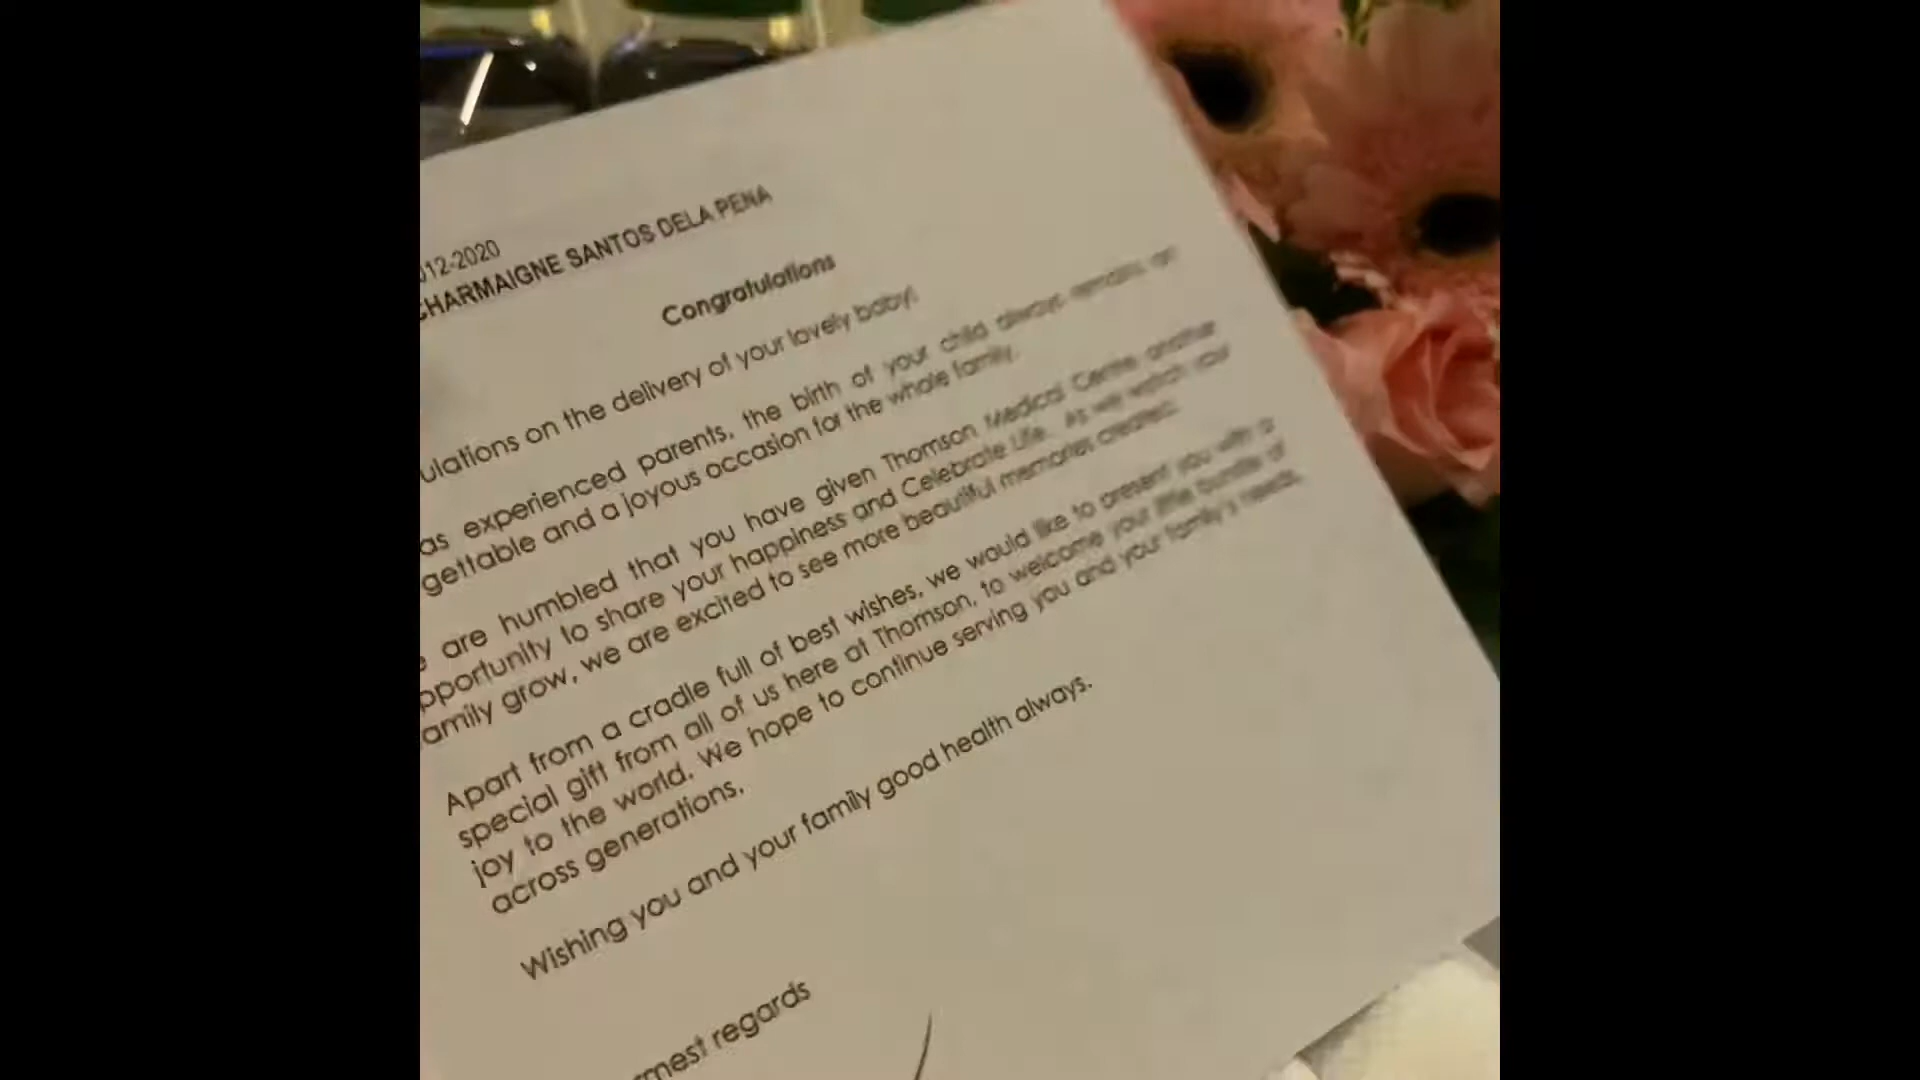 012-2020
CHARMAIGNE SANTOS DELA PENA
Congratulations
ulations on the delivery of your lovely baby!
as experienced parents, the birth of your child always remains an
gettable and a joyous occasion for the whole family.
e are humbled that you have given Thomson Medical Centre another
pportunity to share your happiness and Celebrate Life. As we watch your
amily grow, we are excited to see more beautiful memories created.
Apart from a cradle full of best wishes, we would like to present you with a
special gift from all of us here at Thomson, to welcome your little bundle of
joy to the world. We hope to continue serving you and your family's needs,
across generations.
Wishing you and your family good health always.
rmest regards